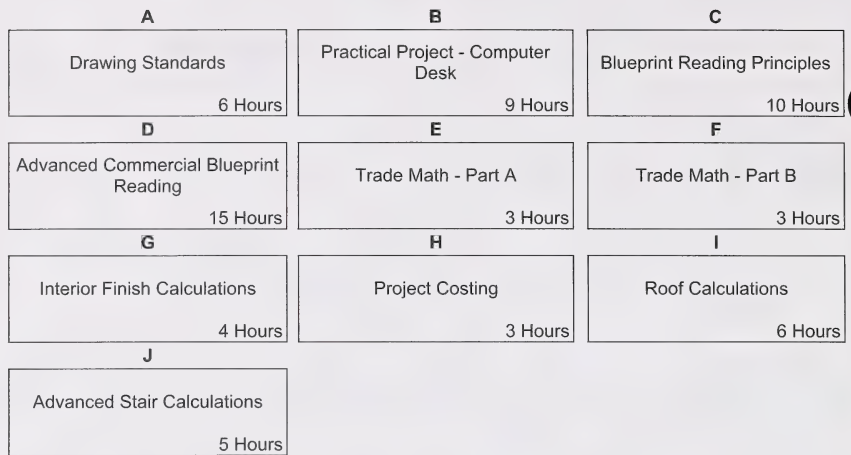 A
Drawing Standards
6 Hours
B
Practical Project - Computer
Desk
9 Hours
C
Blueprint Reading Principles
10 Hours
D
Advanced Commercial Blueprint
Reading
15 Hours
E
Trade Math - Part A
3 Hours
F
Trade Math - Part B
3 Hours
G
Interior Finish Calculations
4 Hours
H
Project Costing
3 Hours
I
Roof Calculations
6 Hours
J
Advanced Stair Calculations
5 Hours